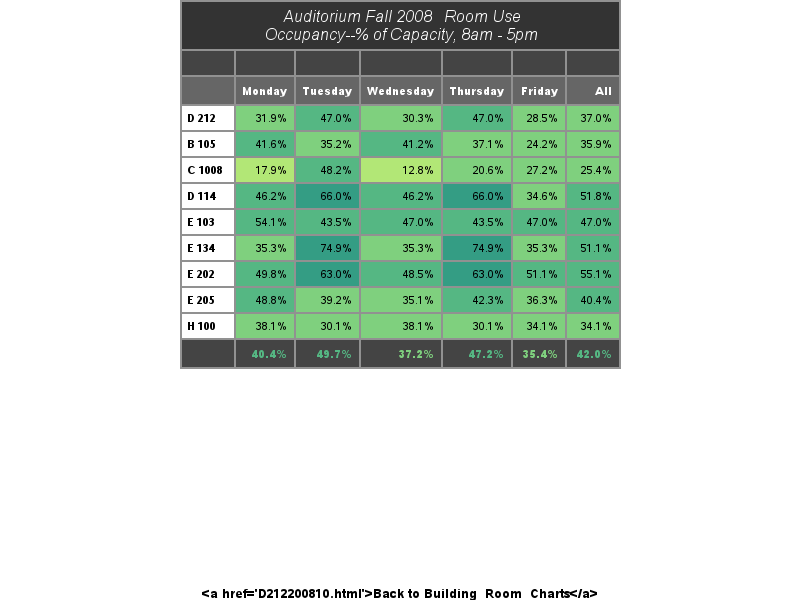 Auditorium Fall 2008 Room Use
Occupancy--% of Capacity, 8am - 5pm
Monday Tuesday Wednesday Thursday Friday All
D 212 31.9% 47.0% 30.3% 47.0% 28.5% 37.0%
B 105 41.6% 35.2% 41.2% 37.1% 24.2% 35.9%
C 1008 17.9% 48.2% 12.8% 20.6% 27.2% 25.4%
D 114 46.2% 66.0% 46.2% 66.0% 34.6% 51.8%
E 103 54.1% 43.5% 47.0% 43.5% 47.0% 47.0%
E 134 35.3% 74.9% 35.3% 74.9% 35.3% 51.1%
E 202 49.8% 63.0% 48.5% 63.0% 51.1% 55.1%
E 205 48.8% 39.2% 35.1% 42.3% 36.3% 40.4%
H 100 38.1% 30.1% 38.1% 30.1% 34.1% 34.1%
40.4% 49.7% 37.2% 47.2% 35.4% 42.0%
<a href='D212200810.html'>Back to Building Room Charts</a>